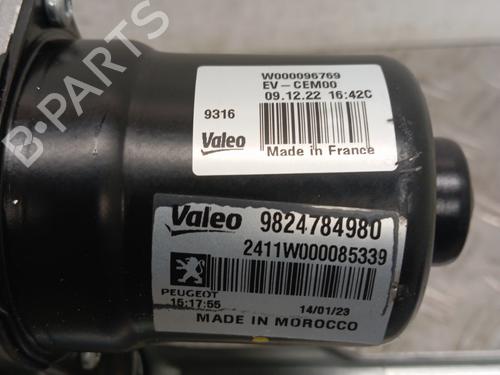 W000096769
EV-CEM00
09.12.22 16:42C
9316
Valeo
Made in France
Valeo 9824784980
2411W000085339
PEUGEOT
15:17:55 14/01/23
MADE IN MOROCCO
B-PARTS